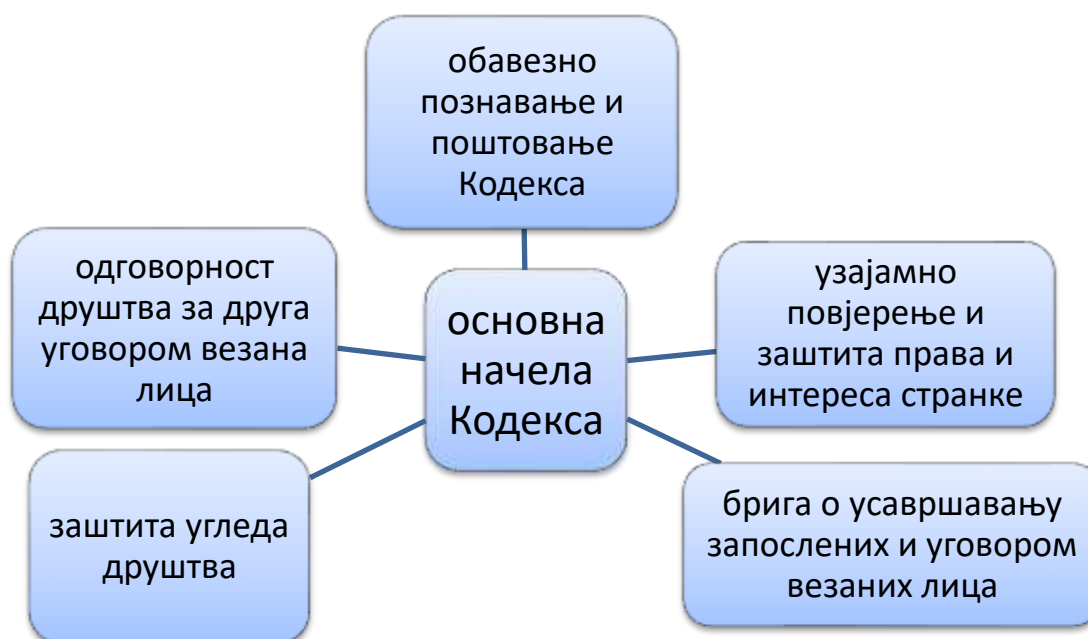 обавезно
познавање и
поштовање
Кодекса
одговорност
друштва за друга
уговором везана
лица
основна
начела
Кодекса
узајамно
повјерење и
заштита права и
интереса странке
заштита угледа
друштва
брига о усавршавању
запослених и уговором
везаних лица